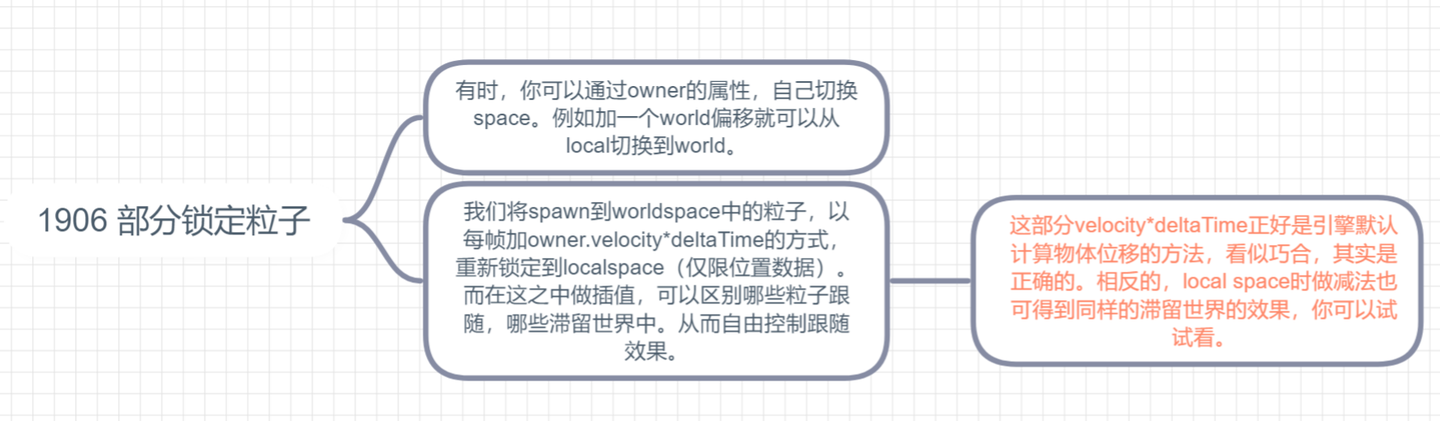 1906 部分锁定粒子
有时，你可以通过owner的属性，自己切换
space。例如加一个world偏移就可以从
local切换到world。
我们将spawn到worldspace中的粒子，以
每帧加owner.velocity*deltaTime的方式，
重新锁定到localspace（仅限位置数据）。
而在这之中做插值，可以区别哪些粒子跟
随，哪些滞留世界中。从而自由控制跟随
效果。
这部分velocity*deltaTime正好是引擎默认
计算物体位移的方法，看似巧合，其实是
正确的。相反的，local space时做减法也
可得到同样的滞留世界的效果，你可以试
试看。